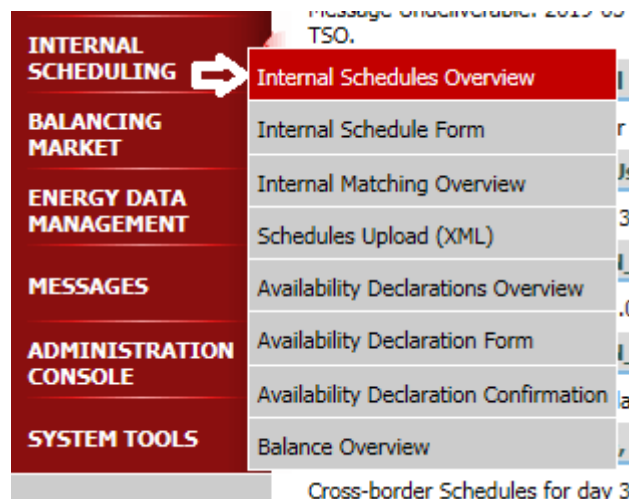 TSO.
INTERNAL
SCHEDULING
Internal Schedules Overview
BALANCING
MARKET
Internal Schedule Form
Internal Matching Overview
ENERGY DATA
MANAGEMENT
Schedules Upload (XML)
MESSAGES
Availability Declarations Overview
ADMINISTRATION
CONSOLE
Availability Declaration Form
Availability Declaration Confirmation
SYSTEM TOOLS
Balance Overview
Cross-border Schedules for day 3